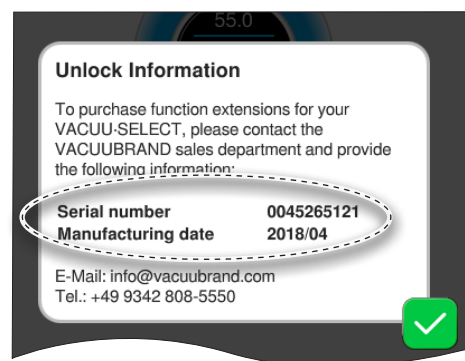 55.0
Unlock Information
To purchase function extensions for your
VACUU·SELECT, please contact the
VACUUBRAND sales department and provide
the following information:
Serial number 0045265121
Manufacturing date 2018/04
E-Mail: info@vacuubrand.com
Tel.: +49 9342 808-5550